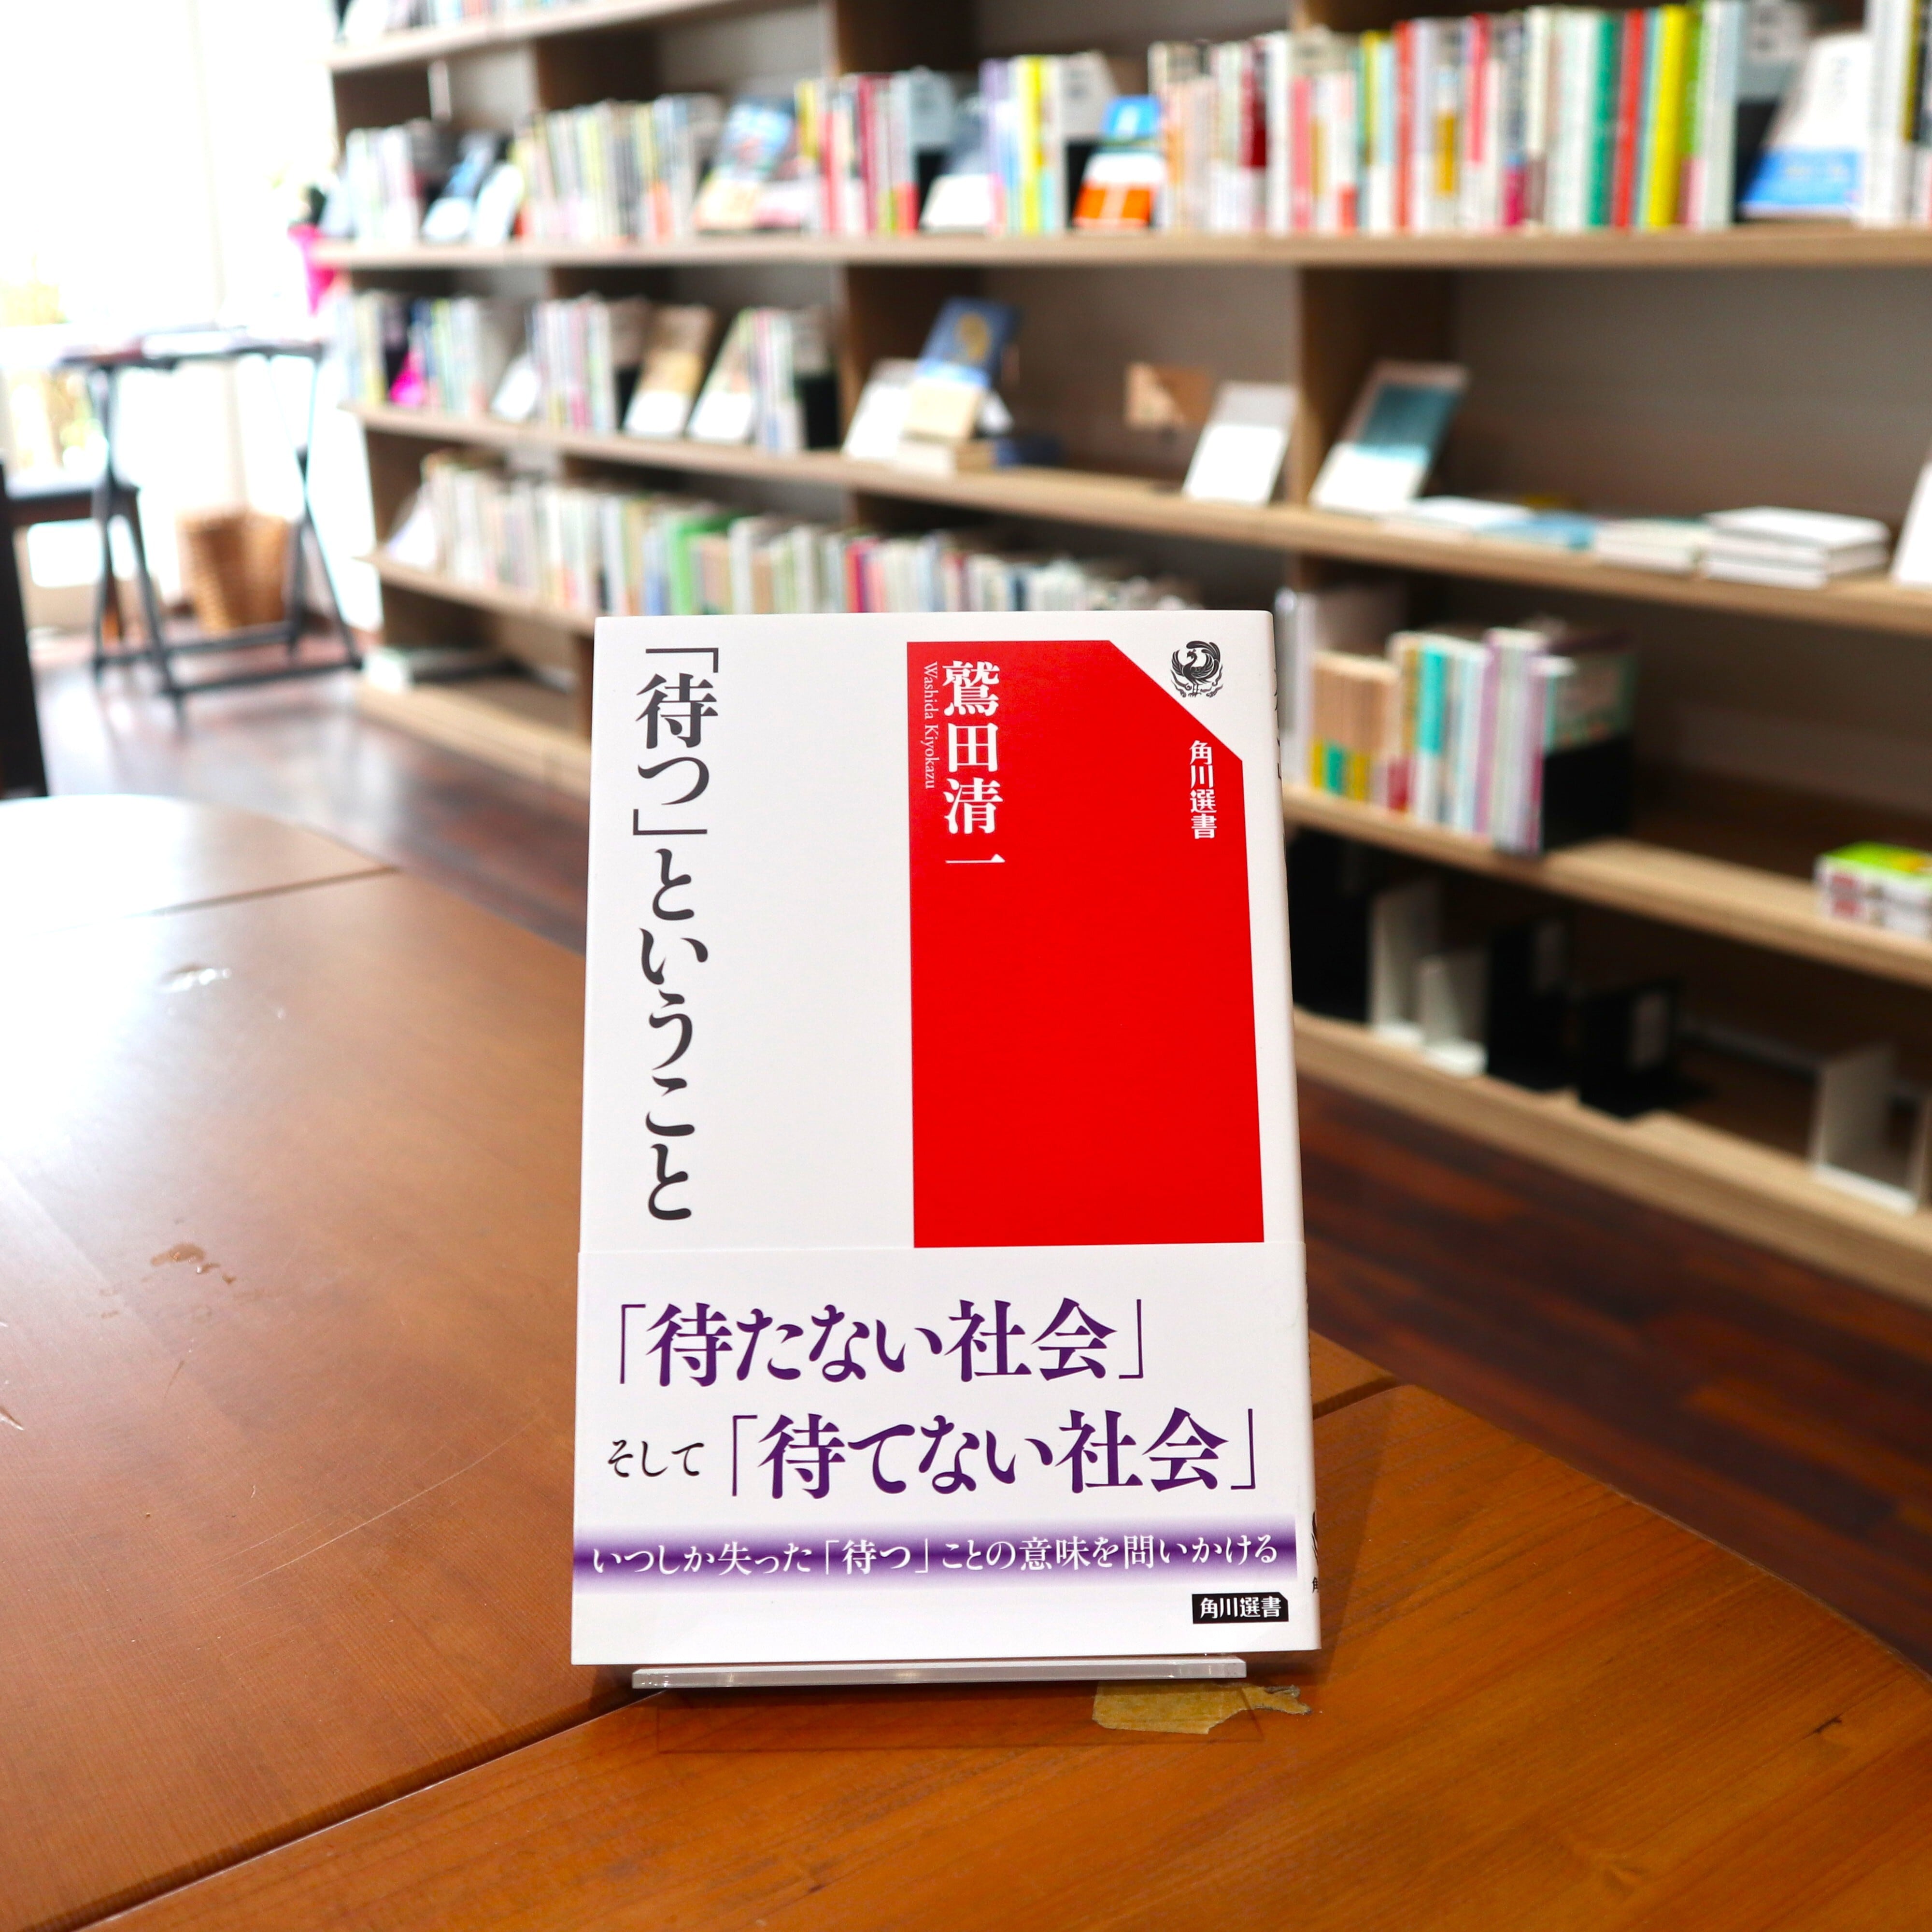 角川選書
鷲田清一
Washida Kiyokazu
「待つ」ということ
「待たない社会」
そして「待てない社会」
いつしか失った「待つ」ことの意味を問いかける
角川選書